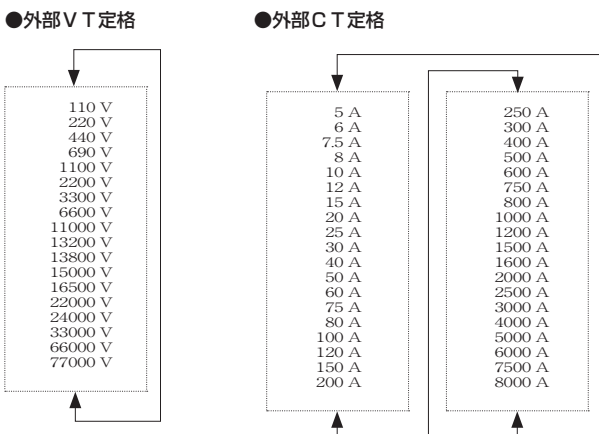 ●外部ＶＴ定格
110 V
220 V
440 V
690 V
1100 V
2200 V
3300 V
6600 V
11000 V
13200 V
13800 V
15000 V
16500 V
22000 V
24000 V
33000 V
66000 V
77000 V
●外部ＣＴ定格
5 A
6 A
7.5 A
8 A
10 A
12 A
15 A
20 A
25 A
30 A
40 A
50 A
60 A
75 A
80 A
100 A
120 A
150 A
200 A
250 A
300 A
400 A
500 A
600 A
750 A
800 A
1000 A
1200 A
1500 A
1600 A
2000 A
2500 A
3000 A
4000 A
5000 A
6000 A
7500 A
8000 A